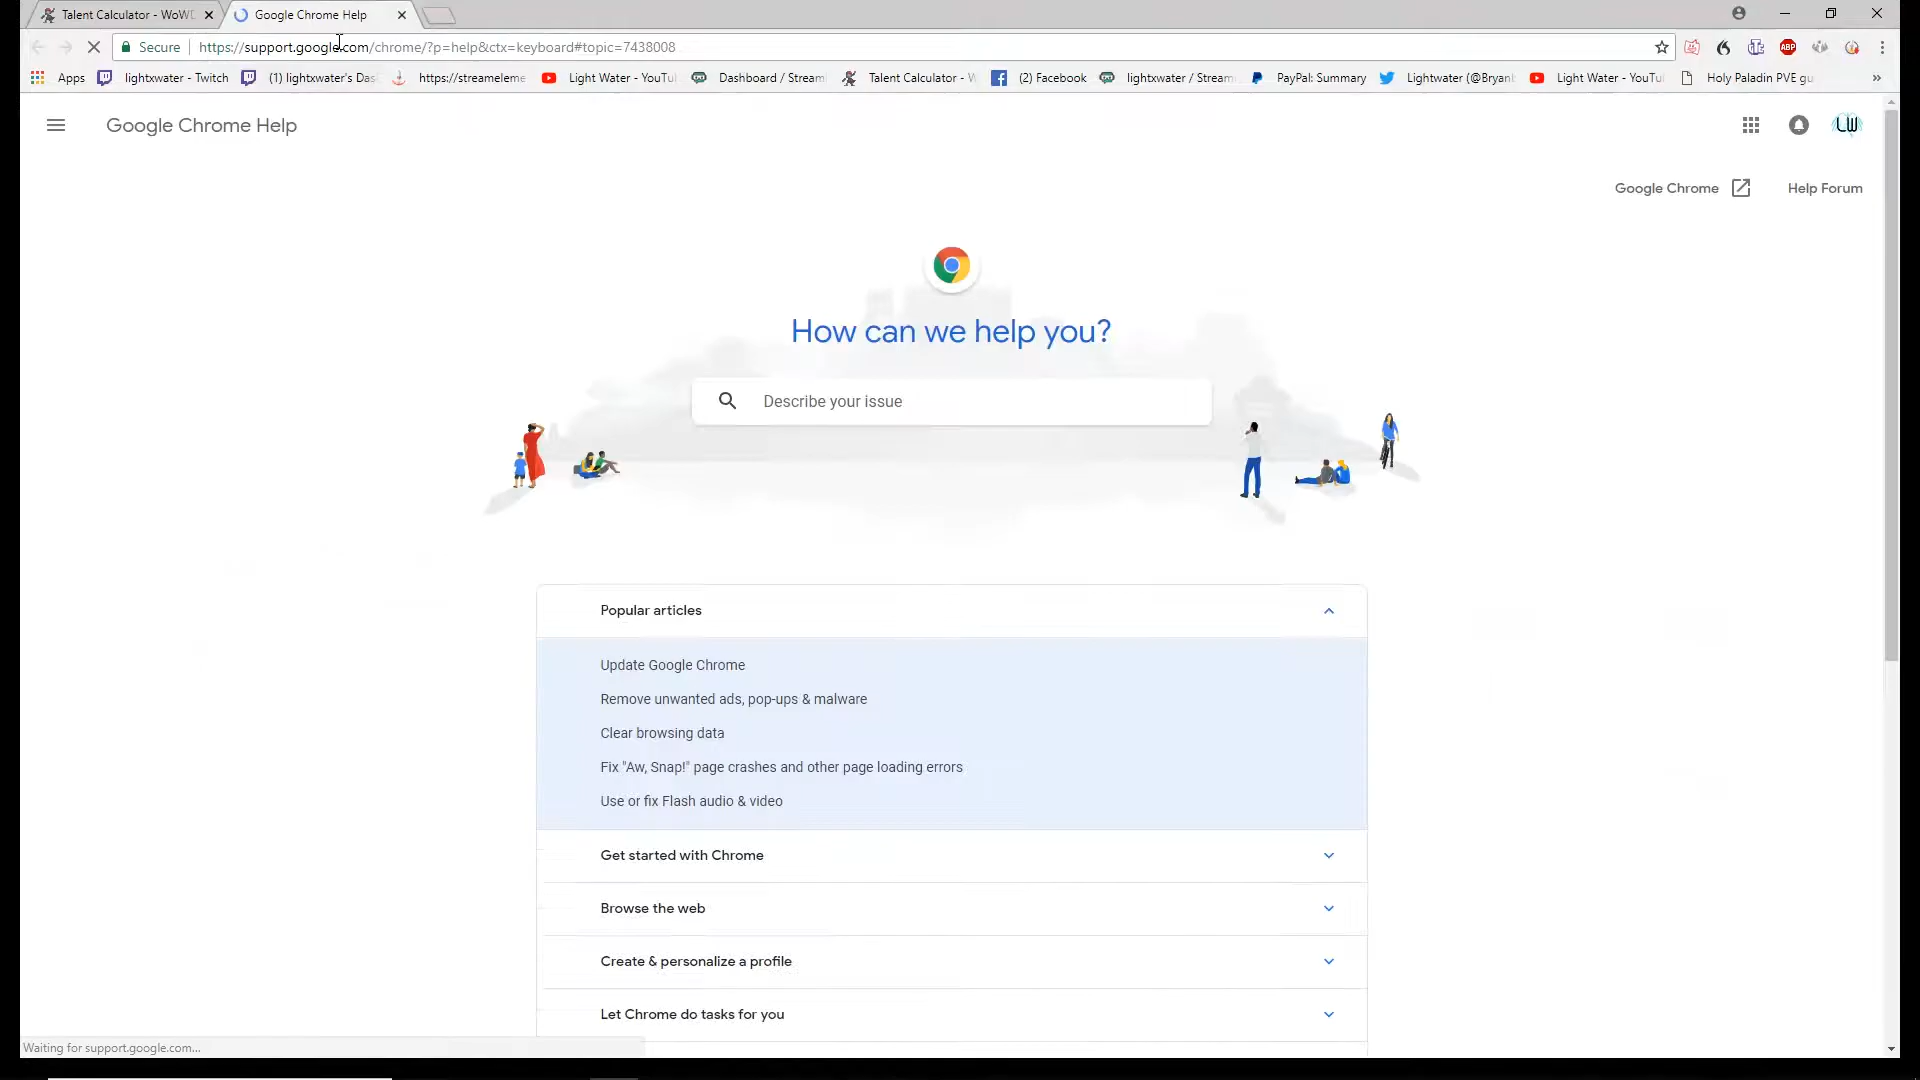 Talent Calculator - WoWD
Google Chrome Help
Secure https://support.google.com/chrome/?p=help&ctx=keyboard#topic=7438008
ABP
Apps lightxwater - Twitch (1) lightxwater's Das https://streameleme Light Water - YouTu Dashboard / Stream Talent Calculator - W (2) Facebook lightxwater / Stream PayPal: Summary Lightwater (@Bryanb Light Water - YouTu Holy Paladin PVE gu »
Google Chrome Help
LW
Google Chrome Help Forum
How can we help you?
Describe your issue
Popular articles
Update Google Chrome
Remove unwanted ads, pop-ups & malware
Clear browsing data
Fix "Aw, Snap!" page crashes and other page loading errors
Use or fix Flash audio & video
Get started with Chrome
Browse the web
Create & personalize a profile
Let Chrome do tasks for you
Waiting for support.google.com...